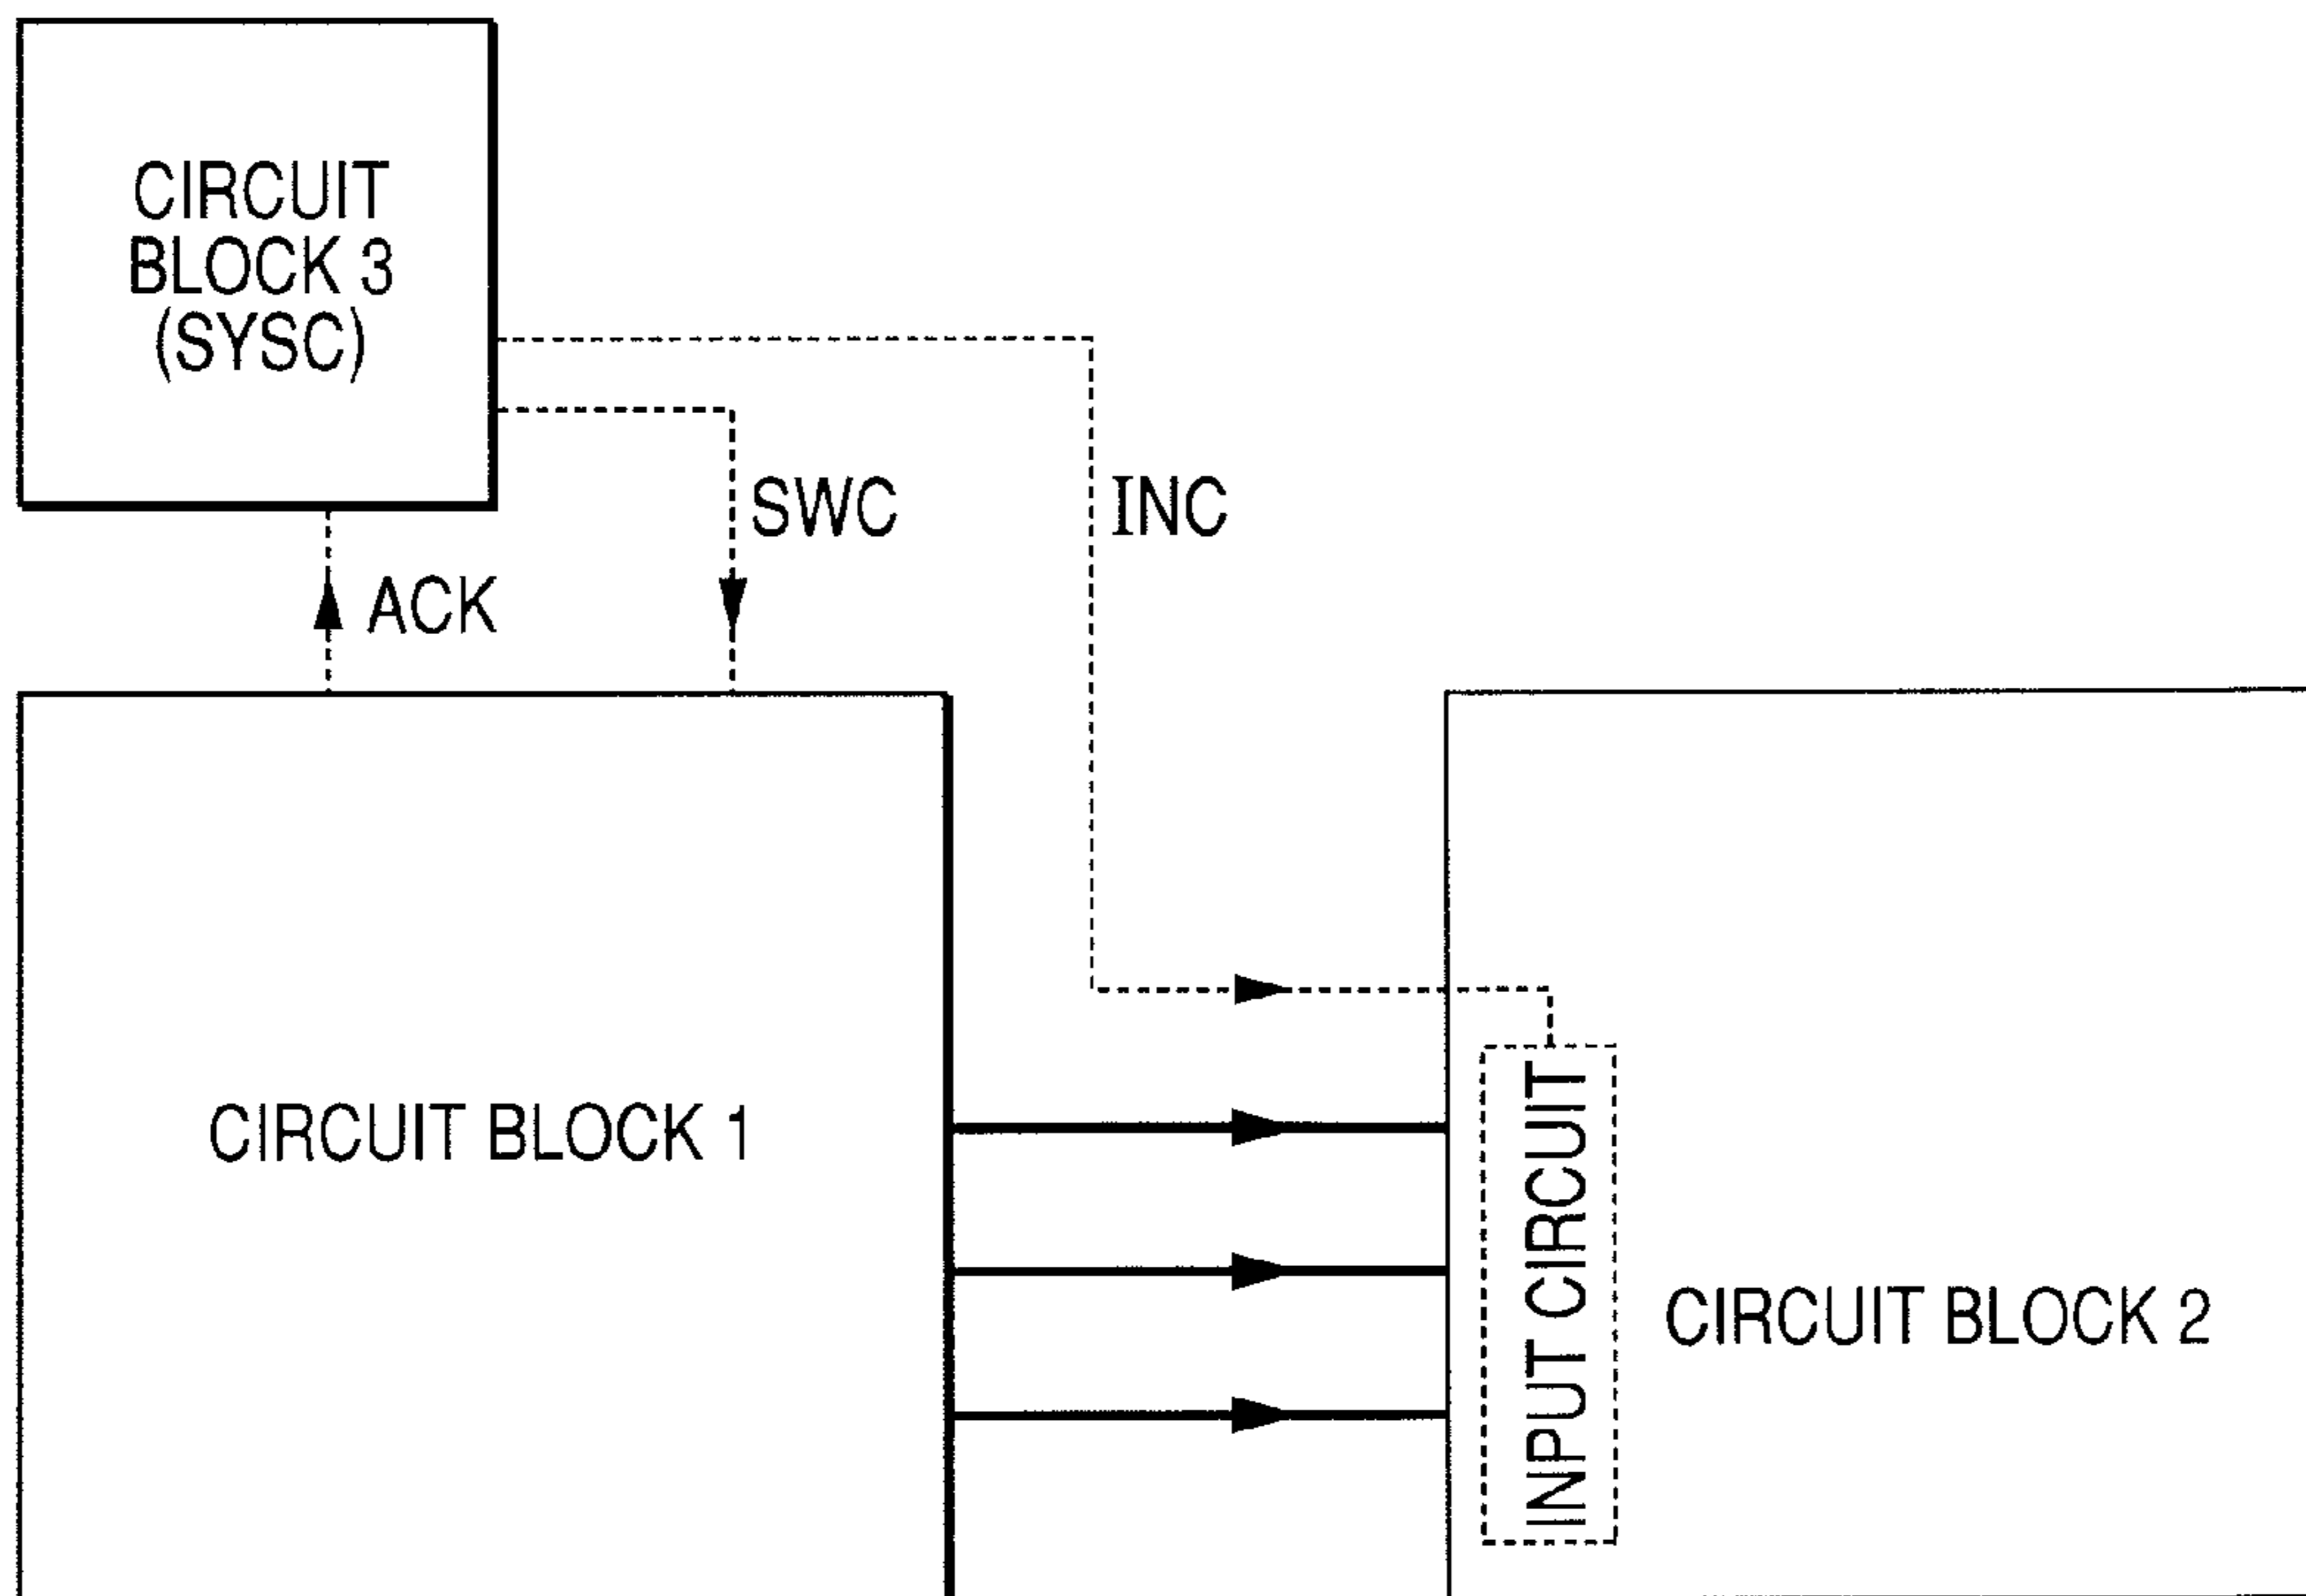 CIRCUIT
BLOCK 3
(SYSC)
SWC
INC
ACK
CIRCUIT BLOCK 1
INPUT CIRCUIT
CIRCUIT BLOCK 2